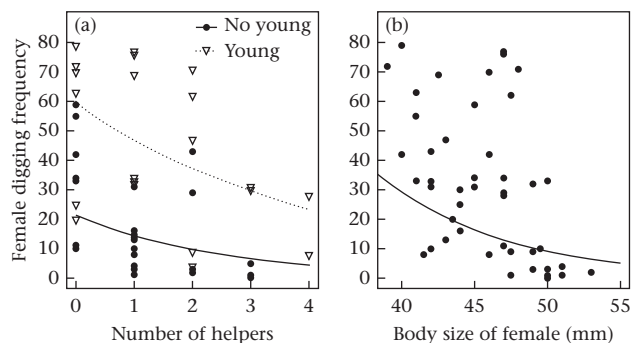 (a)
No young
Young
(b)
Female digging frequency
80
70
60
50
40
30
20
10
0
0 1 2 3 4
Number of helpers
80
70
60
50
40
30
20
10
0
40 45 50 55
Body size of female (mm)